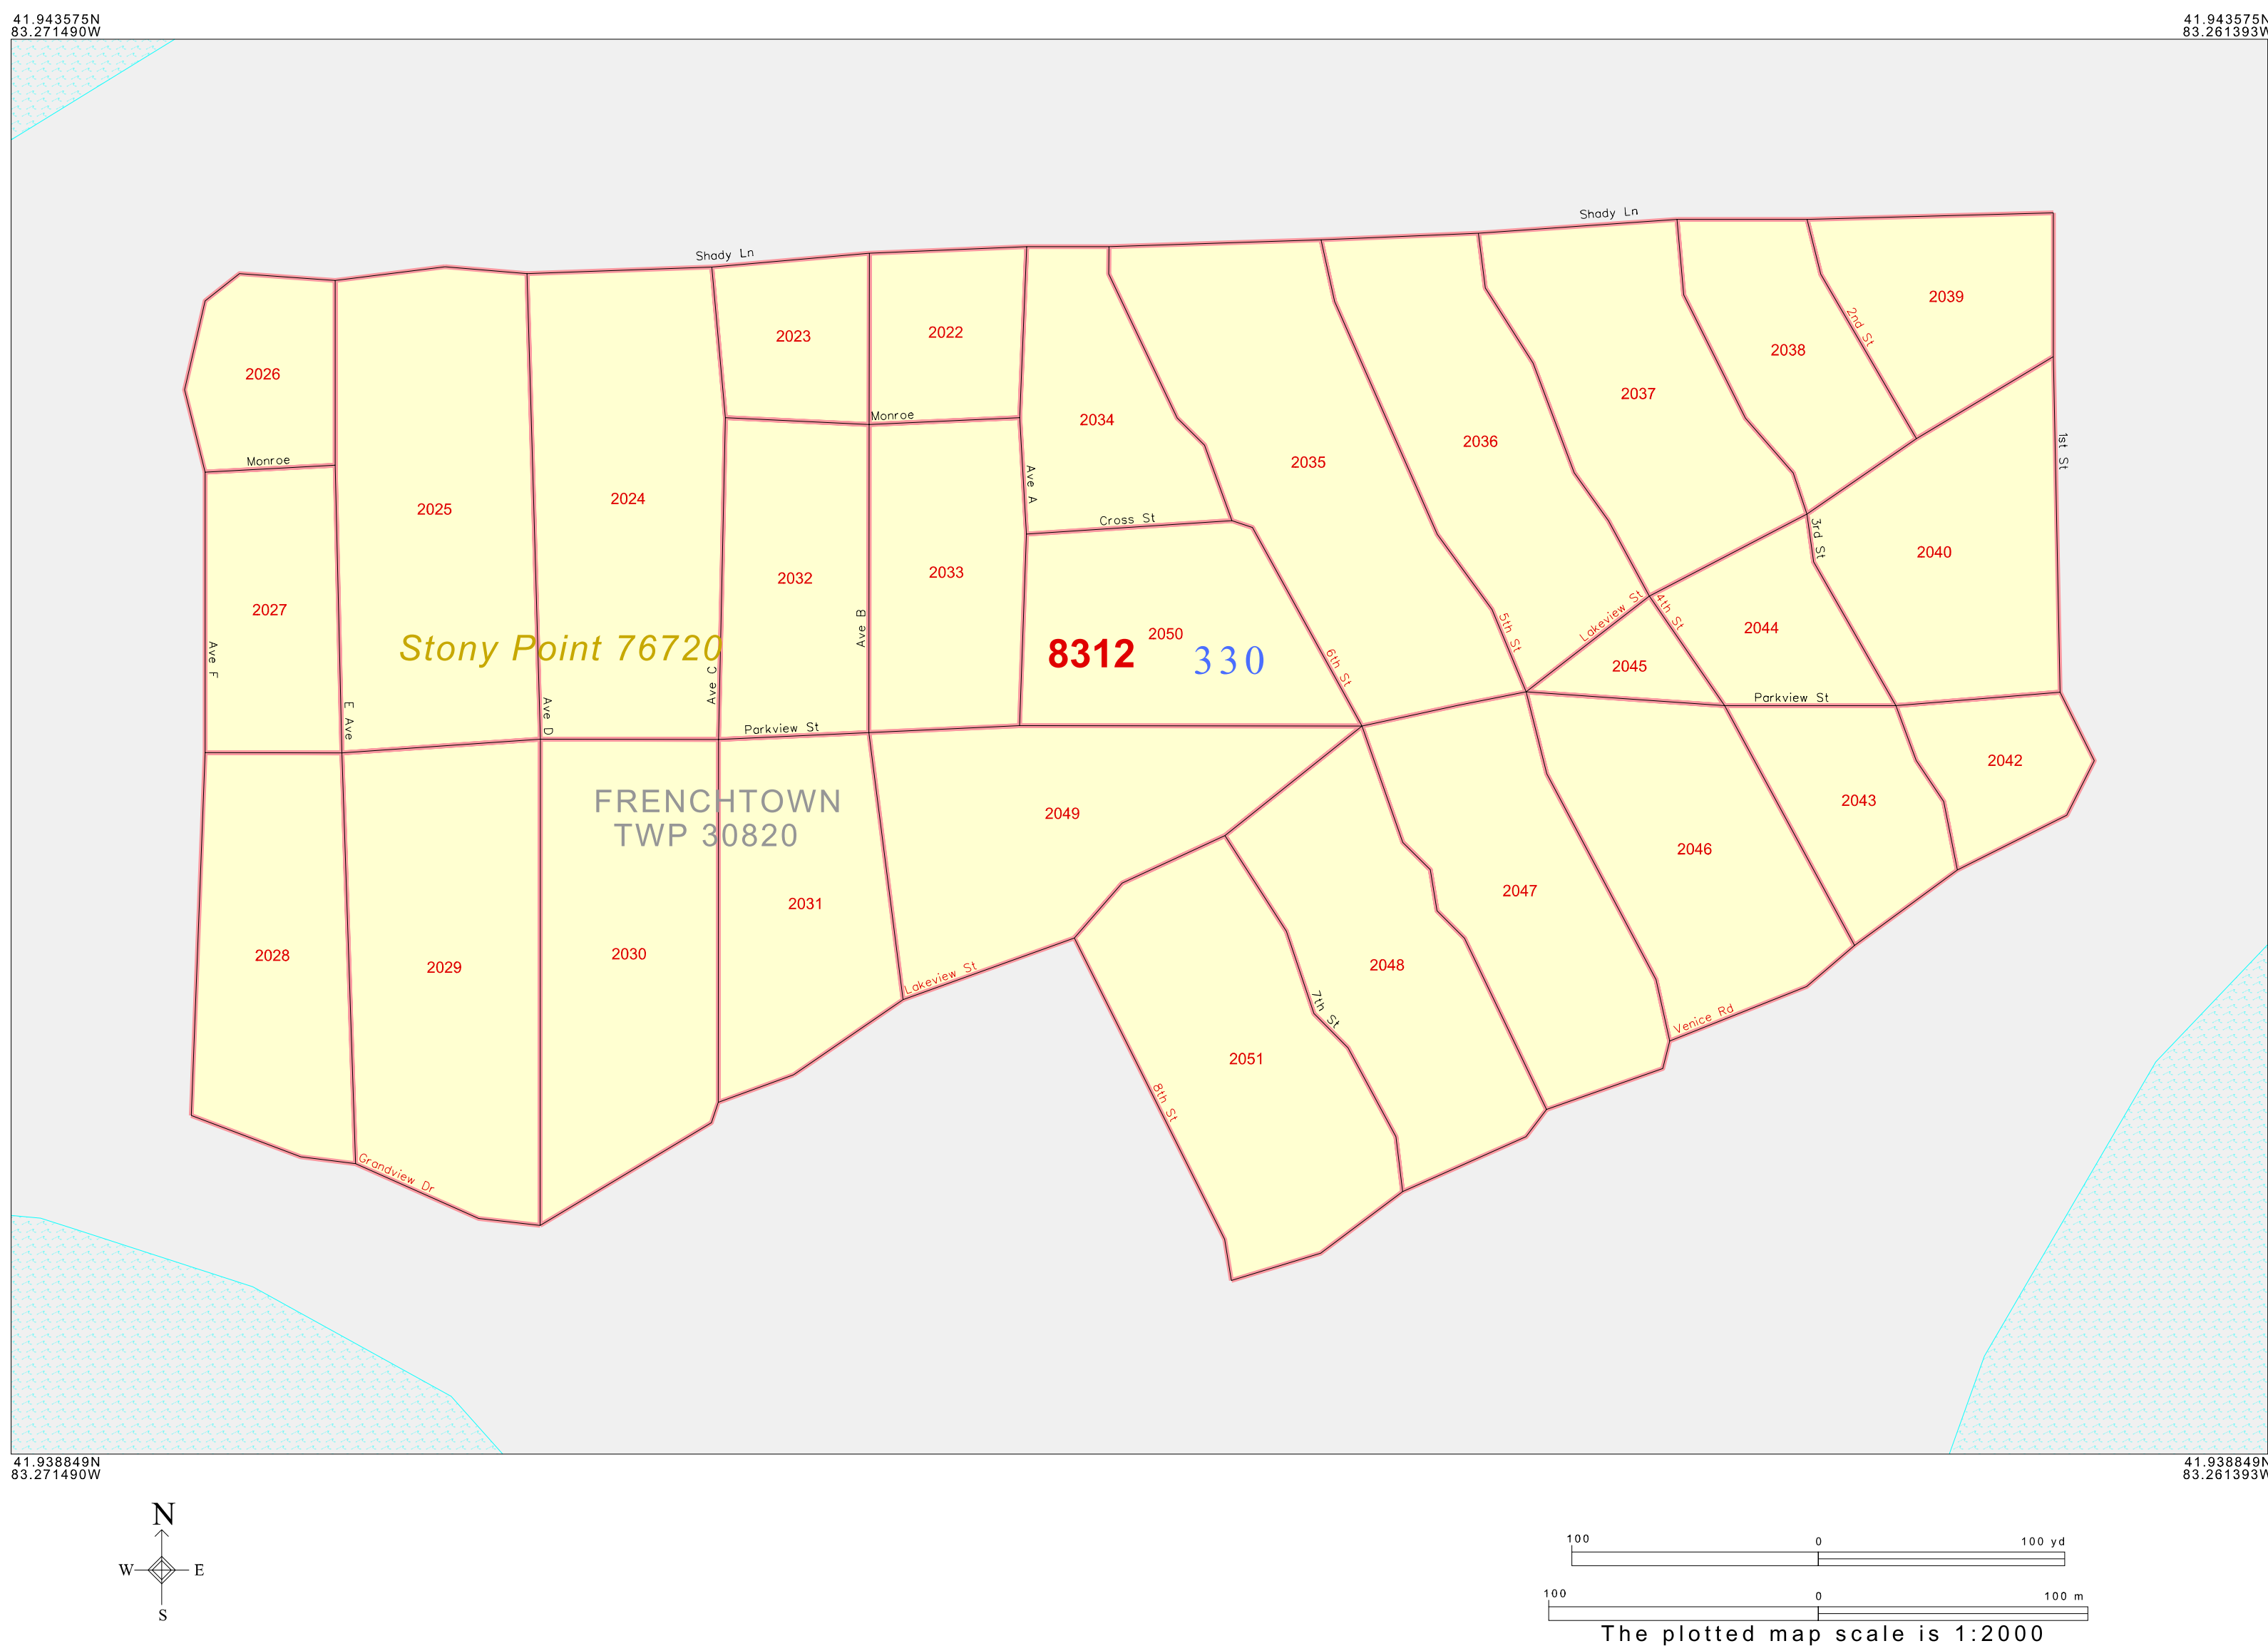 41.943575N
83.271490W
41.943575N
83.261393W
Shady Ln
Shady Ln
2039
2nd St
2023
2022
2038
2026
2037
Monroe
2034
2036
1st St
Monroe
2035
Ave A
2024
2025
Cross St
3rd St
2040
2033
2032
2027
Lakeview St
4th St
Ave B
5th St
2044
2050
Stony Point 76720
8312
330
Ave F
6th St
2045
Ave C
Parkview St
E Ave
Ave D
Parkview St
2042
FRENCHTOWN
TWP 30820
2043
2049
2046
2047
2031
2028
2030
2029
2048
Lakeview St
7th St
Venice Rd
2051
8th St
Grandview Dr
41.938849N
83.271490W
41.938849N
83.261393W
N
W
E
S
100
0
100 yd
100
0
100 m
The plotted map scale is 1:2000